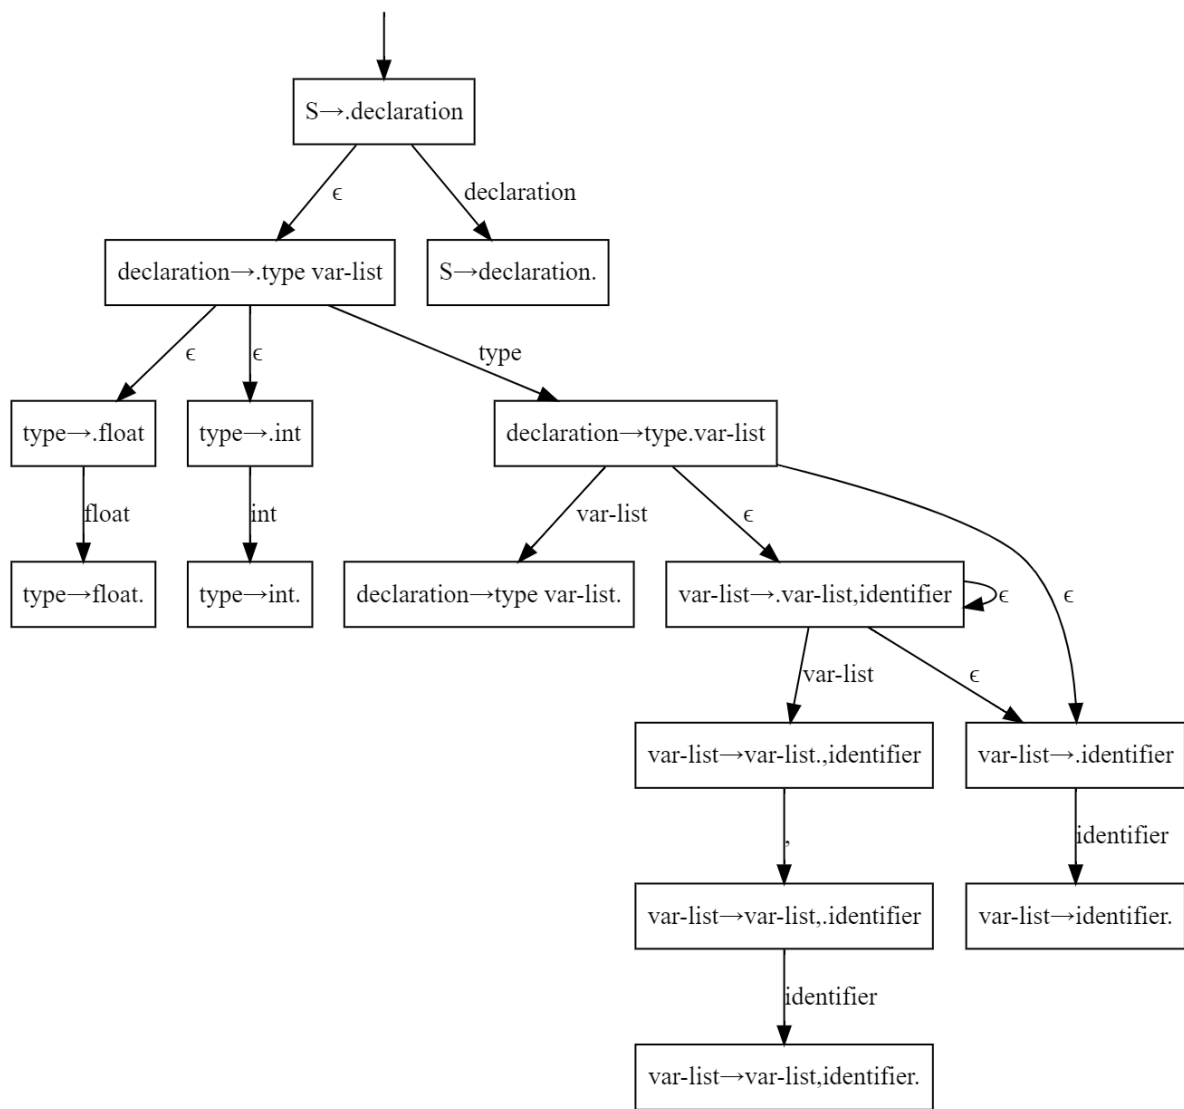 S→.declaration
ϵ
declaration
declaration→.type var-list
S→declaration.
ϵ
ϵ
type
type→.float
type→.int
declaration→type.var-list
float
int
var-list
ϵ
ϵ
type→float.
type→int.
declaration→type var-list.
var-list→.var-list,identifier
ϵ
var-list
ϵ
var-list→var-list.,identifier
var-list→.identifier
,
identifier
var-list→var-list,.identifier
var-list→identifier.
identifier
var-list→var-list,identifier.